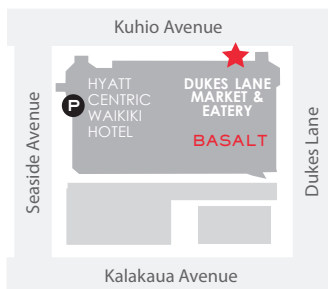 Kuhio Avenue
HYATT
CENTRIC
WAIKIKI
HOTEL
DUKES LANE
MARKET &
EATERY
BASALT
P
Seaside Avenue
Dukes Lane
Kalakaua Avenue